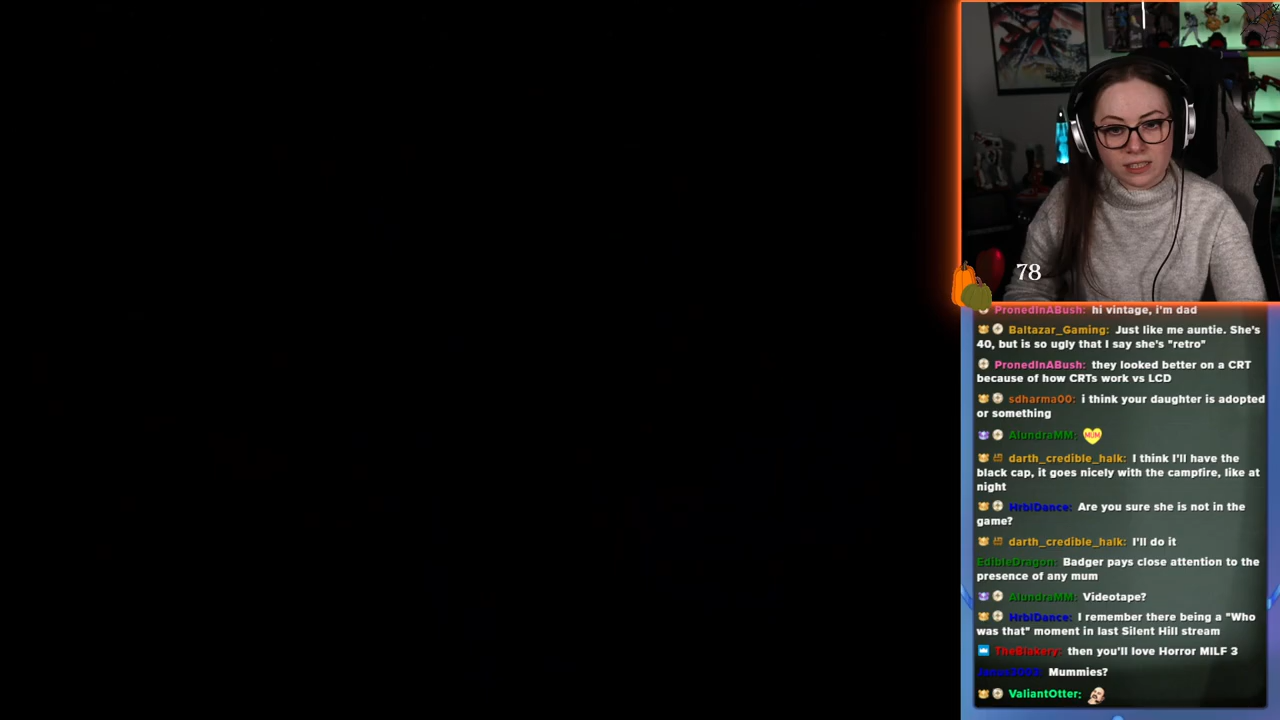 78
PronedInABush: hi vintage, i'm dad
Baltazar_Gaming: Just like me auntie. She's
40, but is so ugly that I say she's "retro"
PronedInABush: they looked better on a CRT
because of how CRTs work vs LCD
sdharma00: i think your daughter is adopted
or something
AlundraMM: MUM
darth_credible_halk: I think I'll have the
black cap, it goes nicely with the campfire, like at
night
HrblDance: Are you sure she is not in the
game?
darth_credible_halk: I'll do it
EdibleDragon: Badger pays close attention to the
presence of any mum
AlundraMM: Videotape?
HrblDance: I remember there being a "Who
was that" moment in last Silent Hill stream
TheBlakery: then you'll love Horror MILF 3
Mummies?
ValiantOtter: